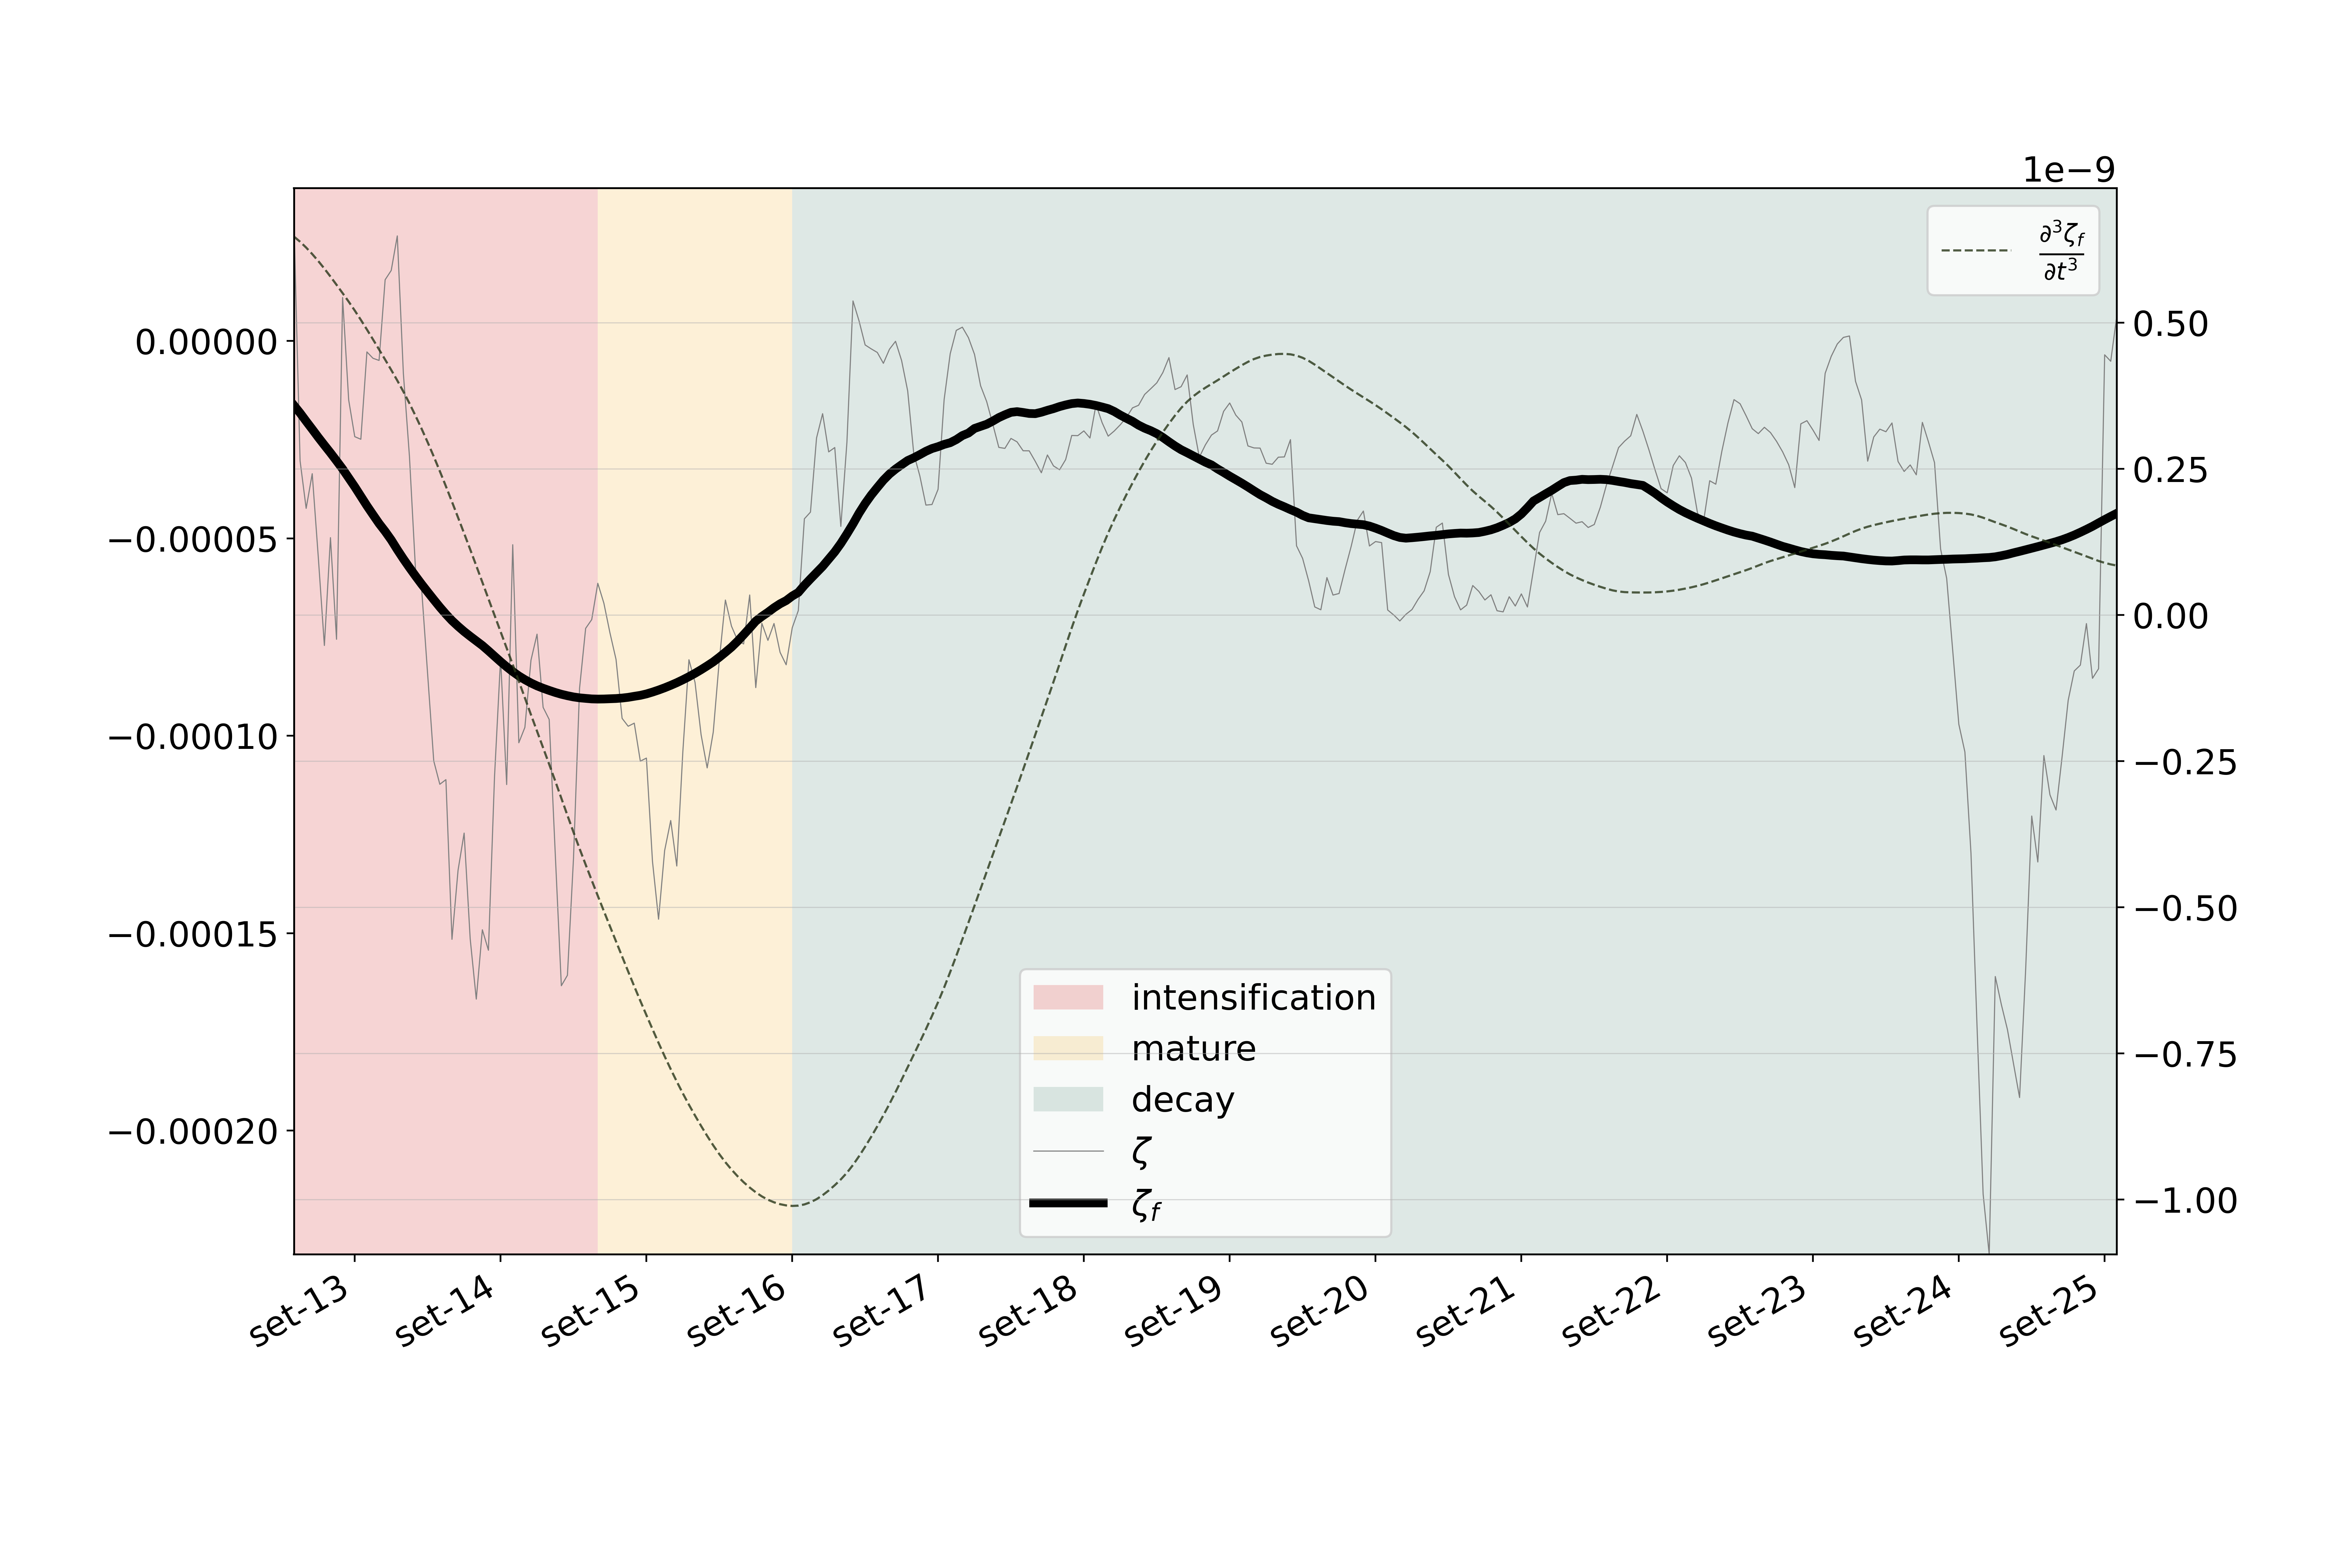 1e−9
∂³ζ_f
∂t³
0.00000
−0.00005
−0.00010
−0.00015
−0.00020
0.50
0.25
0.00
−0.25
−0.50
−0.75
−1.00
intensification
mature
decay
ζ
ζ_f
set-13
set-14
set-15
set-16
set-17
set-18
set-19
set-20
set-21
set-22
set-23
set-24
set-25